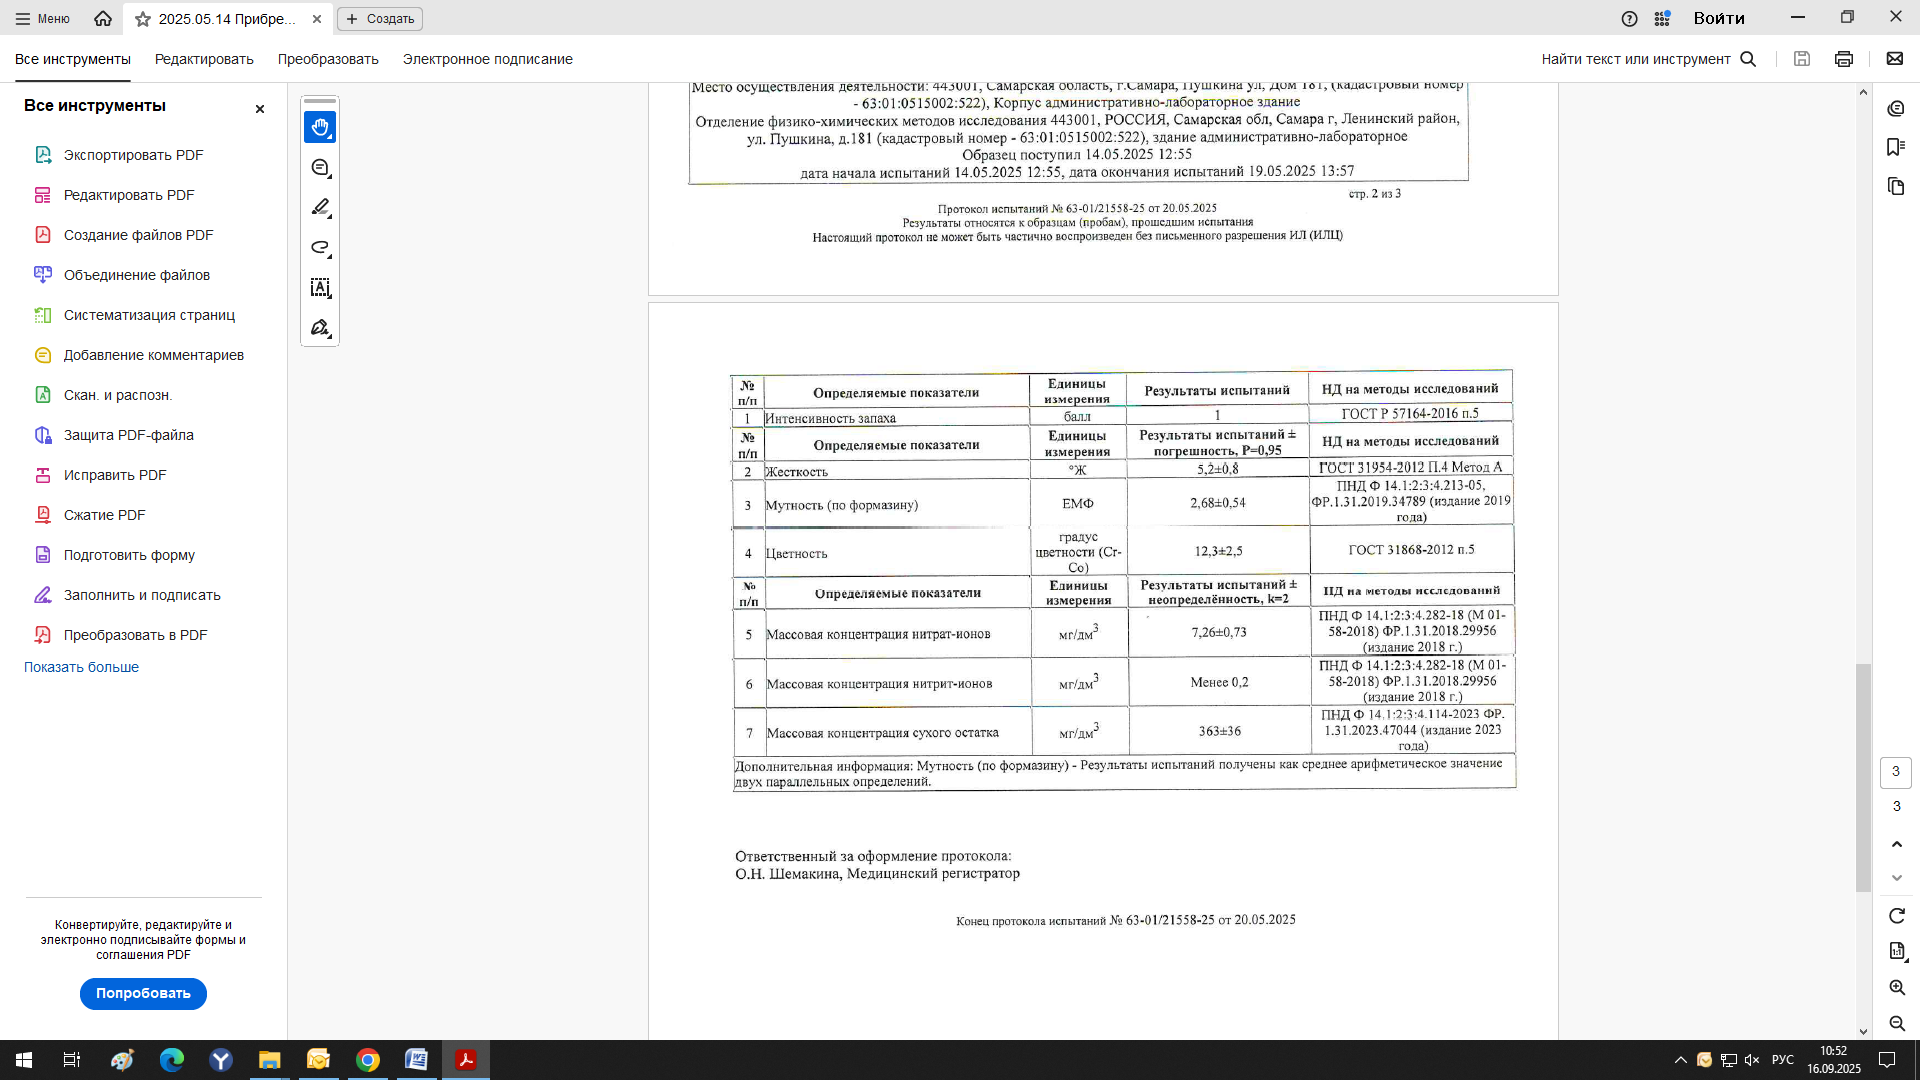 Меню
2025.05.14 Прибре...
Создать
Войти
Все инструменты
Редактировать
Преобразовать
Электронное подписание
Найти текст или инструмент
Все инструменты
Экспортировать PDF
Редактировать PDF
Создание файлов PDF
Объединение файлов
Систематизация страниц
Добавление комментариев
Скан. и распозн.
Защита PDF-файла
Исправить PDF
Сжатие PDF
Подготовить форму
Заполнить и подписать
Преобразовать в PDF
Показать больше
Конвертируйте, редактируйте и
электронно подписывайте формы и
соглашения PDF
Попробовать
Место осуществления деятельности: 443001, Самарская область, г.Самара, Пушкина ул, Дом 181, (кадастровый номер
- 63:01:0515002:522), Корпус административно-лабораторное здание
Отделение физико-химических методов исследования 443001, РОССИЯ, Самарская обл, Самара г, Ленинский район,
ул. Пушкина, д.181 (кадастровый номер - 63:01:0515002:522), здание административно-лабораторное
Образец поступил 14.05.2025 12:55
дата начала испытаний 14.05.2025 12:55, дата окончания испытаний 19.05.2025 13:57
стр. 2 из 3
Протокол испытаний № 63-01/21558-25 от 20.05.2025
Результаты относятся к образцам (пробам), прошедшим испытания
Настоящий протокол не может быть частично воспроизведен без письменного разрешения ИЛ (ИЛЦ)
№ п/п Определяемые показатели Единицы измерения Результаты испытаний НД на методы исследований
1 Интенсивность запаха балл 1 ГОСТ Р 57164-2016 п.5
№ п/п Определяемые показатели Единицы измерения Результаты испытаний ± погрешность, Р=0,95 НД на методы исследований
2 Жесткость °Ж 5,2±0,8 ГОСТ 31954-2012 П.4 Метод А
3 Мутность (по формазину) ЕМФ 2,68±0,54 ПНД Ф 14.1:2:3:4.213-05, ФР.1.31.2019.34789 (издание 2019 года)
4 Цветность градус цветности (Cr-Co) 12,3±2,5 ГОСТ 31868-2012 п.5
№ п/п Определяемые показатели Единицы измерения Результаты испытаний ± неопределённость, k=2 НД на методы исследований
5 Массовая концентрация нитрат-ионов мг/дм3 7,26±0,73 ПНД Ф 14.1:2:3:4.282-18 (М 01-58-2018) ФР.1.31.2018.29956 (издание 2018 г.)
6 Массовая концентрация нитрит-ионов мг/дм3 Менее 0,2 ПНД Ф 14.1:2:3:4.282-18 (М 01-58-2018) ФР.1.31.2018.29956 (издание 2018 г.)
7 Массовая концентрация сухого остатка мг/дм3 363±36 ПНД Ф 14.1:2:3:4.114-2023 ФР. 1.31.2023.47044 (издание 2023 года)
Дополнительная информация: Мутность (по формазину) - Результаты испытаний получены как среднее арифметическое значение
двух параллельных определений.
Ответственный за оформление протокола:
О.Н. Шемакина, Медицинский регистратор
Конец протокола испытаний № 63-01/21558-25 от 20.05.2025
3
3
РУС
10:52
16.09.2025